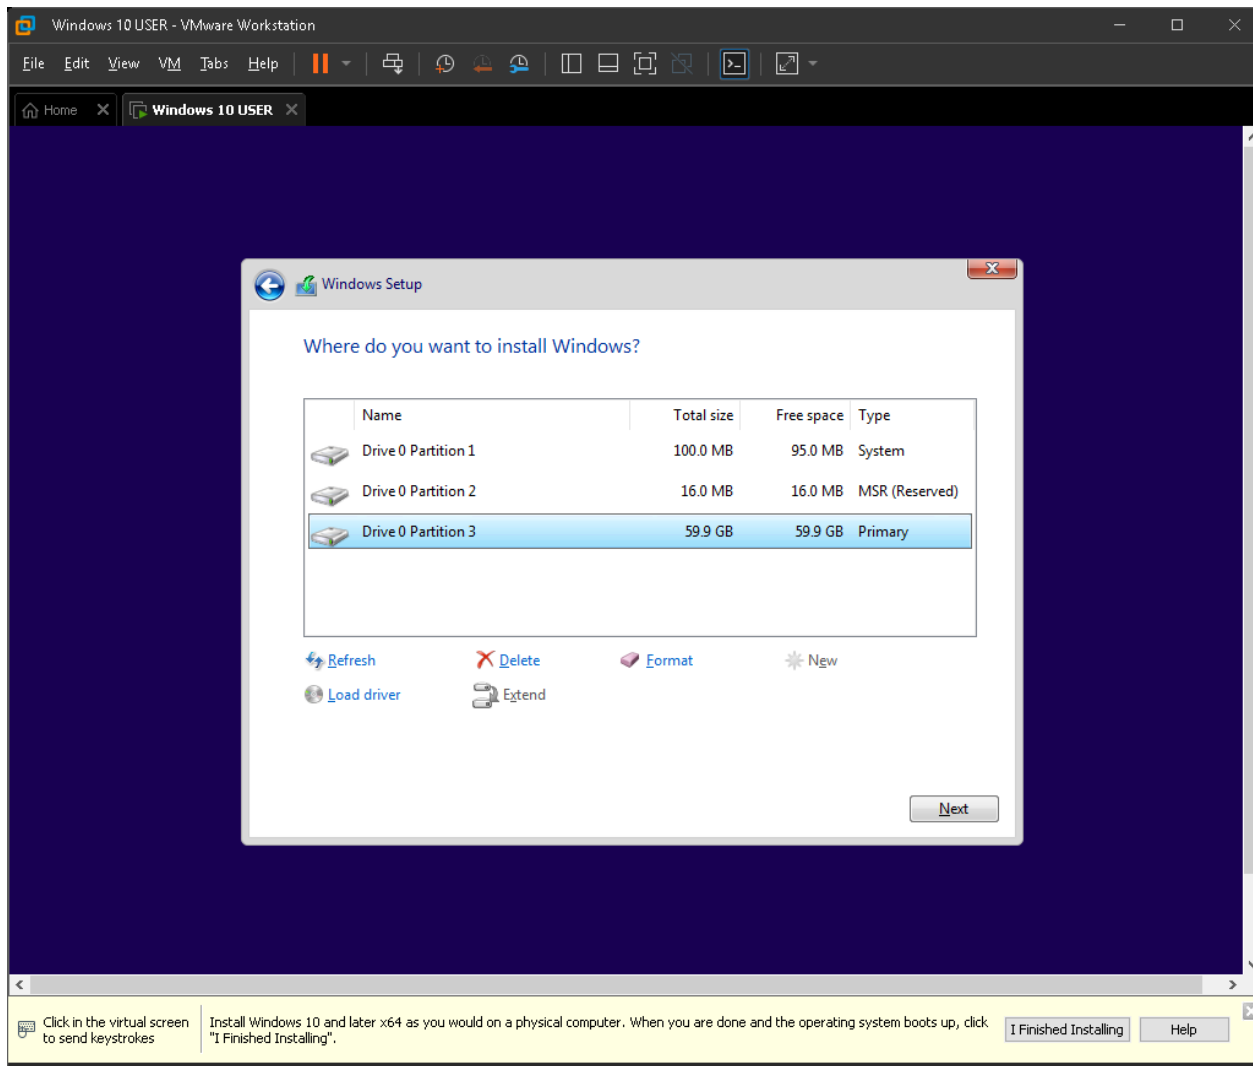 Windows 10 USER - VMware Workstation
File Edit View VM Tabs Help
Home Windows 10 USER
Windows Setup
Where do you want to install Windows?
Name Total size Free space Type
Drive 0 Partition 1 100.0 MB 95.0 MB System
Drive 0 Partition 2 16.0 MB 16.0 MB MSR (Reserved)
Drive 0 Partition 3 59.9 GB 59.9 GB Primary
Refresh Delete Format New
Load driver Extend
Next
Click in the virtual screen
to send keystrokes
Install Windows 10 and later x64 as you would on a physical computer. When you are done and the operating system boots up, click
"I Finished Installing".
I Finished Installing Help